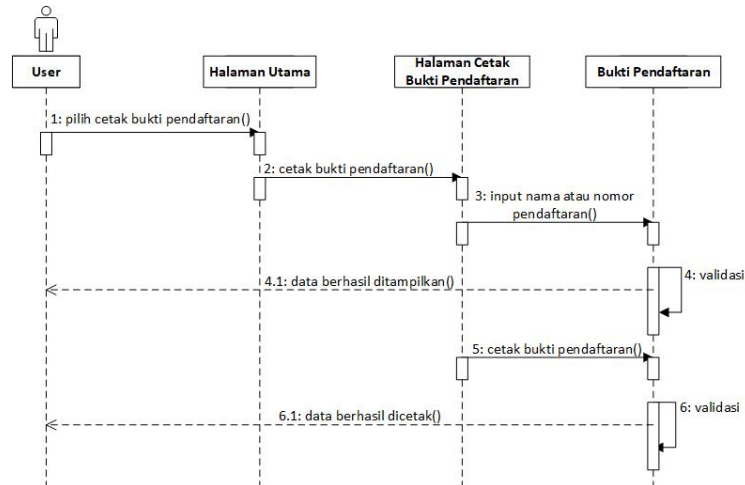 User
Halaman Utama
Halaman Cetak
Bukti Pendaftaran
Bukti Pendaftaran
1: pilih cetak bukti pendaftaran()
2: cetak bukti pendaftaran()
3: input nama atau nomor
pendaftaran()
4: validasi
4.1: data berhasil ditampilkan()
5: cetak bukti pendaftaran()
6: validasi
6.1: data berhasil dicetak()